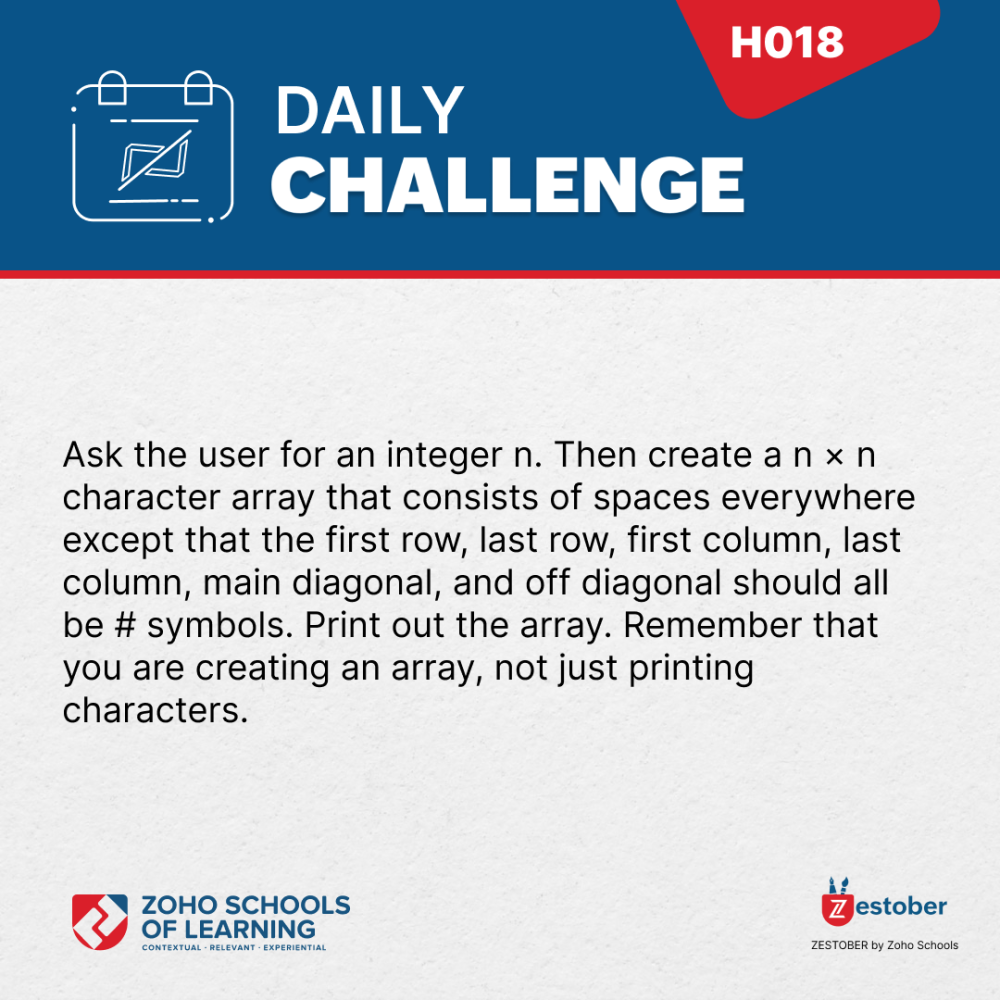 H018
DAILY
CHALLENGE
Ask the user for an integer n. Then create a n × n
character array that consists of spaces everywhere
except that the first row, last row, first column, last
column, main diagonal, and off diagonal should all
be # symbols. Print out the array. Remember that
you are creating an array, not just printing
characters.
ZOHO SCHOOLS
OF LEARNING
CONTEXTUAL · RELEVANT · EXPERIENTIAL
Zestober
ZESTOBER by Zoho Schools